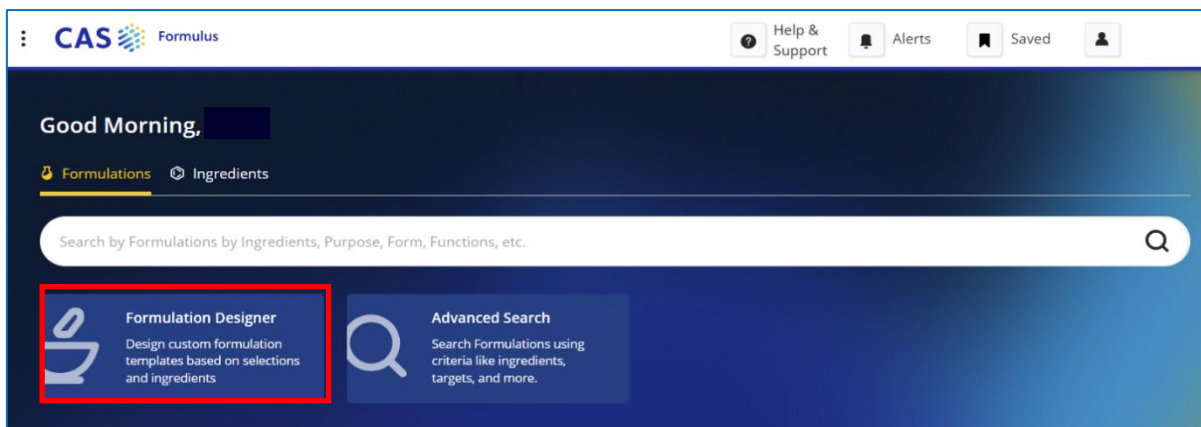 CAS Formulus
Help &
Support
Alerts
Saved
Good Morning,
Formulations
Ingredients
Search by Formulations by Ingredients, Purpose, Form, Functions, etc.
Formulation Designer
Design custom formulation
templates based on selections
and ingredients
Advanced Search
Search Formulations using
criteria like ingredients,
targets, and more.